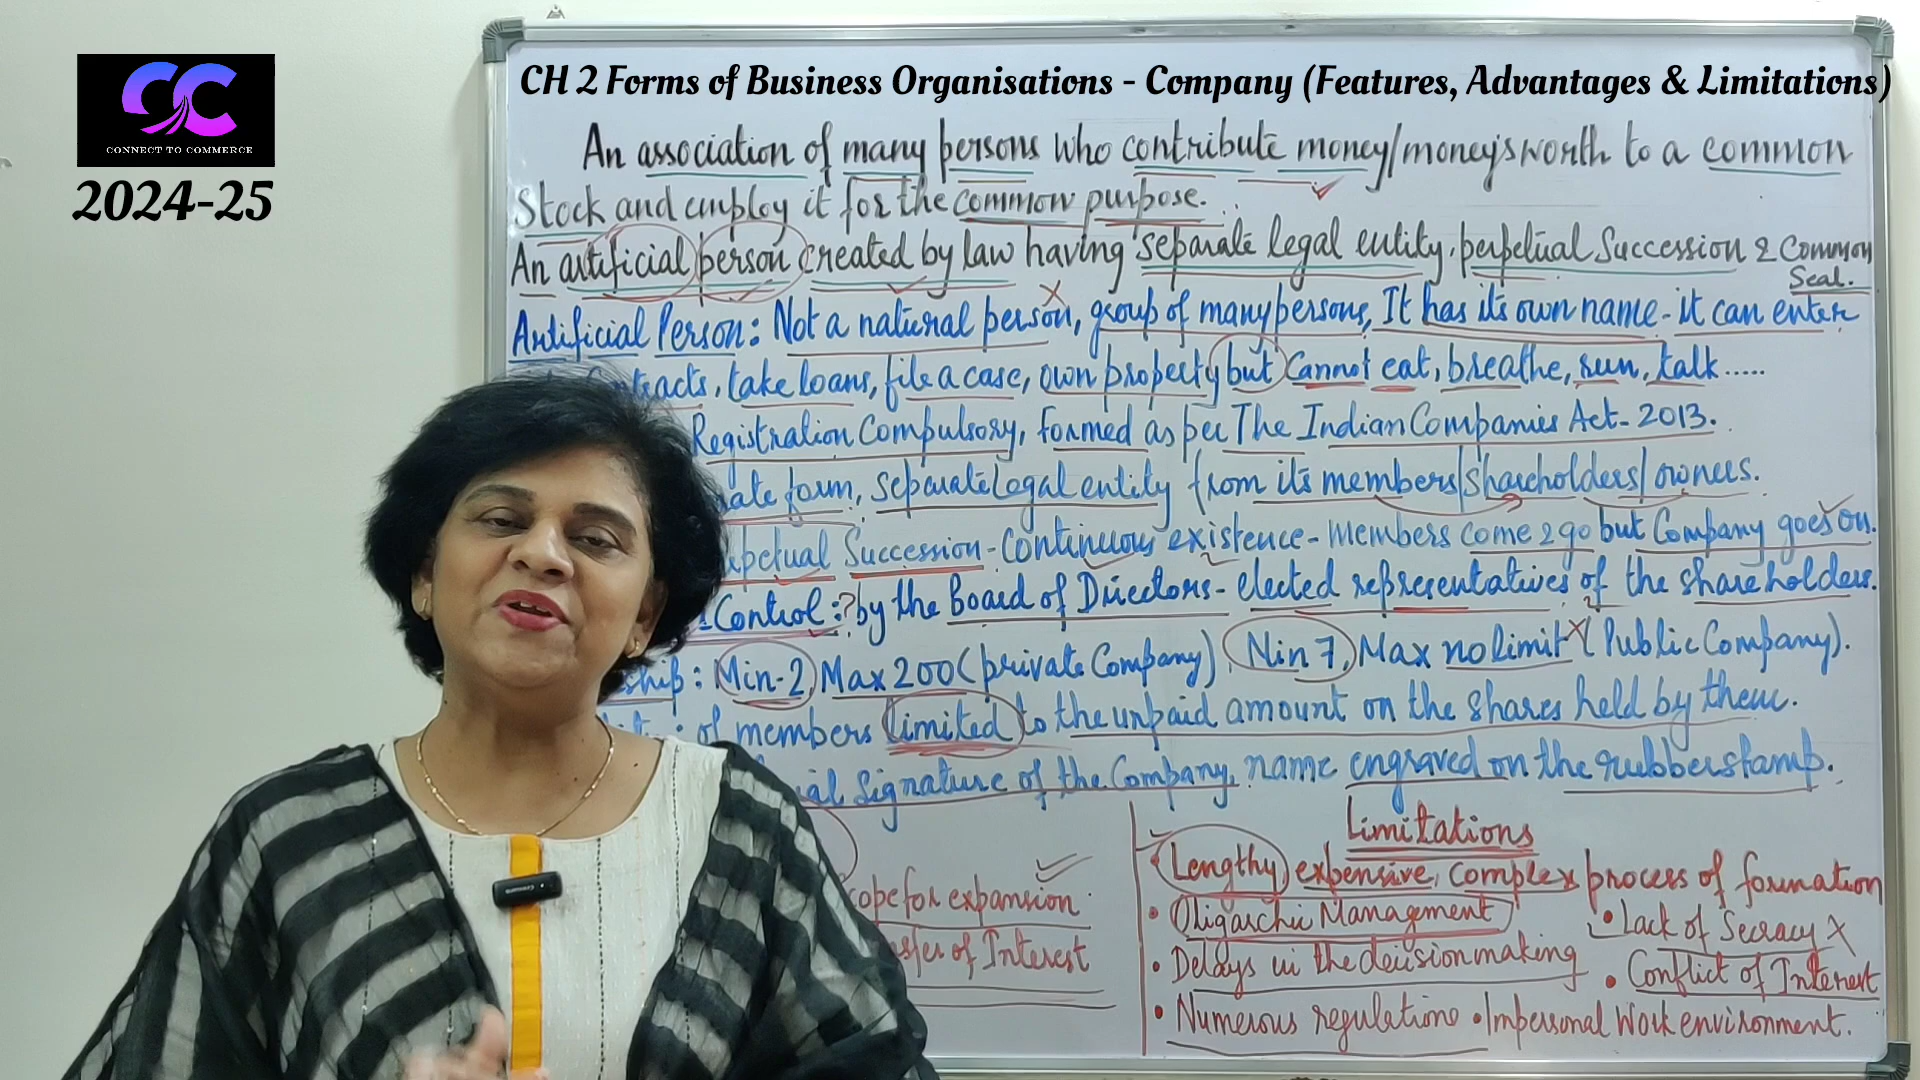 CC
CONNECT TO COMMERCE
2024-25
CH 2 Forms of Business Organisations - Company (Features, Advantages & Limitations)
An association of many persons who contribute money/money's worth to a common
Stock and employ it for the common purpose.
An artificial person created by law having separate legal entity, perpetual Succession & Common
Seal.
Artificial Person: Not a natural person, group of many persons, It has its own name - it can enter
contracts, take loans, file a case, own property but Cannot eat, breathe, run, talk.....
Registration Compulsory, formed as per The Indian Companies Act - 2013.
form, Separate Legal entity from its members/shareholders/owners.
Succession - Continuous existence - Members come & go but Company goes on.
Control:? by the Board of Directors - elected representatives of the shareholders.
: Min-2, Max 200 (private Company), Min 7, Max no limit X (Public Company).
: of members limited to the unpaid amount on the shares held by them.
signature of the Company, name engraved on the rubber stamp.
for expansion
of Interest
Limitations
• Lengthy, expensive, complex process of formation
• Oligarchic Management
• Lack of Secracy X
• Delays in the decision making
• Conflict of Interest
• Numerous regulations • Impersonal Work environment.